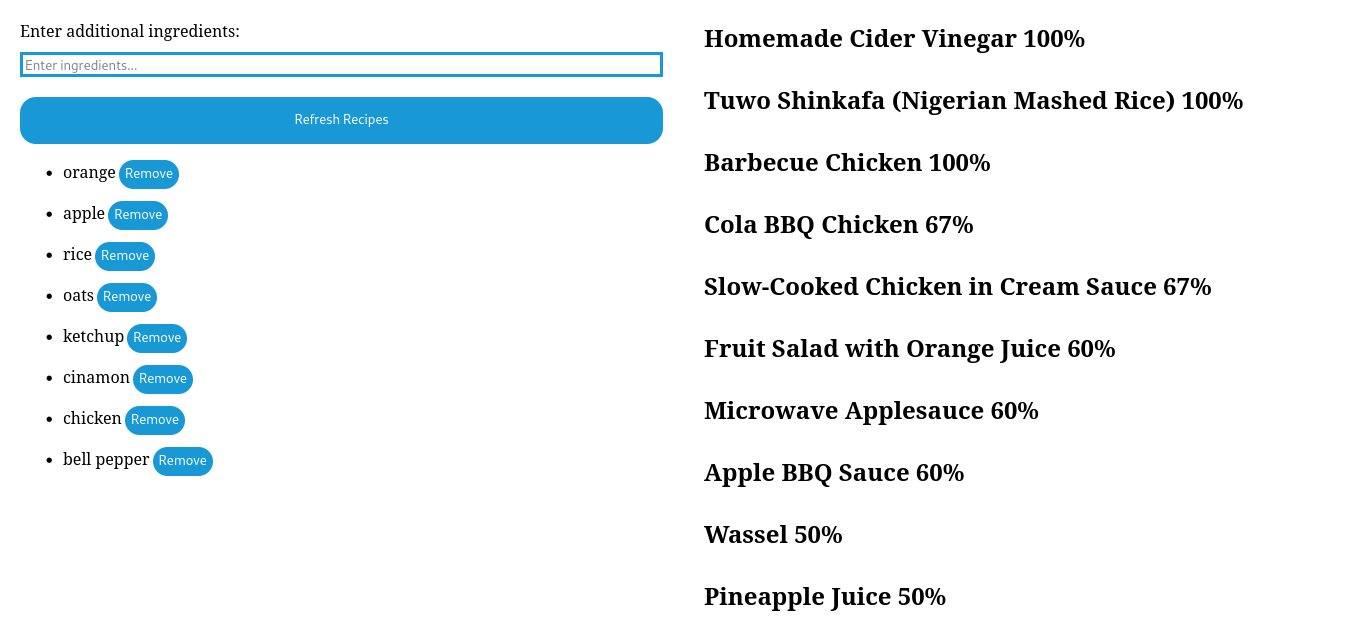 Enter additional ingredients:
Enter ingredients...
Refresh Recipes
orange Remove
apple Remove
rice Remove
oats Remove
ketchup Remove
cinamon Remove
chicken Remove
bell pepper Remove
Homemade Cider Vinegar 100%
Tuwo Shinkafa (Nigerian Mashed Rice) 100%
Barbecue Chicken 100%
Cola BBQ Chicken 67%
Slow-Cooked Chicken in Cream Sauce 67%
Fruit Salad with Orange Juice 60%
Microwave Applesauce 60%
Apple BBQ Sauce 60%
Wassel 50%
Pineapple Juice 50%